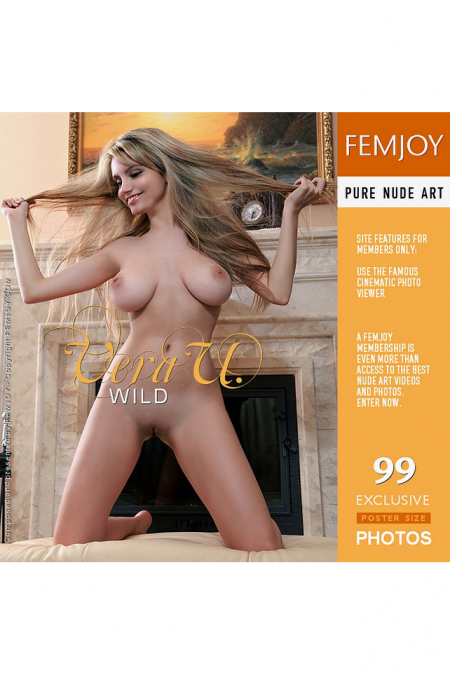 FEMJOY
PURE NUDE ART
SITE FEATURES FOR
MEMBERS ONLY:
USE THE FAMOUS
CINEMATIC PHOTO
VIEWER
A FEMJOY
MEMBERSHIP IS
EVEN MORE THAN
ACCESS TO THE BEST
NUDE ART VIDEOS
AND PHOTOS.
ENTER NOW.
Vera U.
WILD
99
EXCLUSIVE
POSTER SIZE
PHOTOS